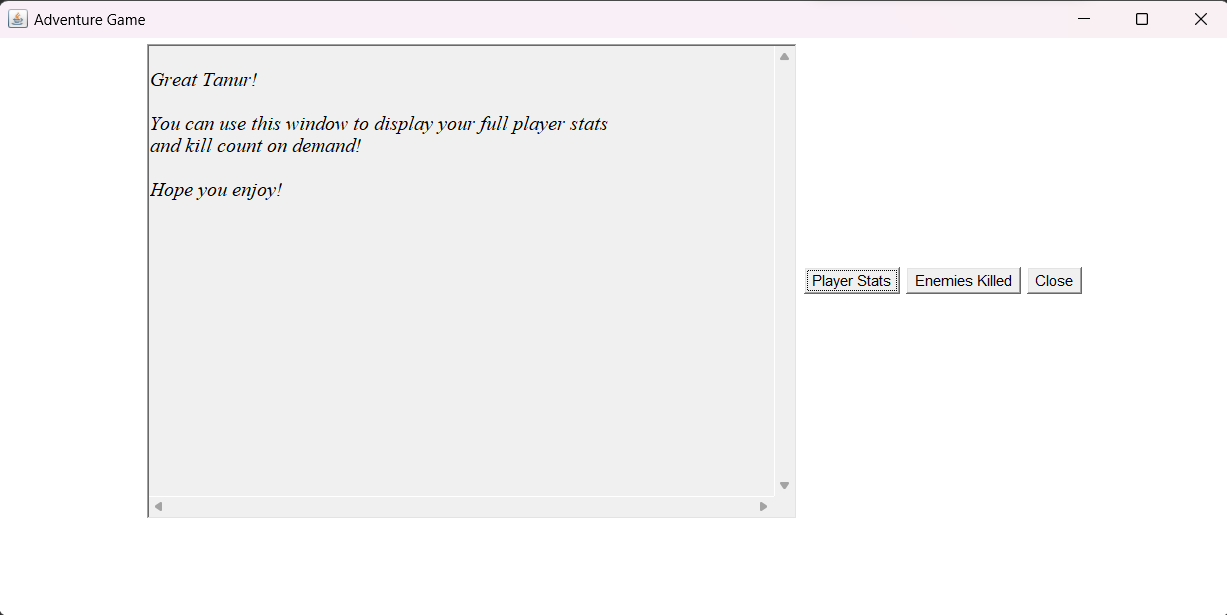 Adventure Game
Great Tanur!
You can use this window to display your full player stats
and kill count on demand!
Hope you enjoy!
Player Stats
Enemies Killed
Close